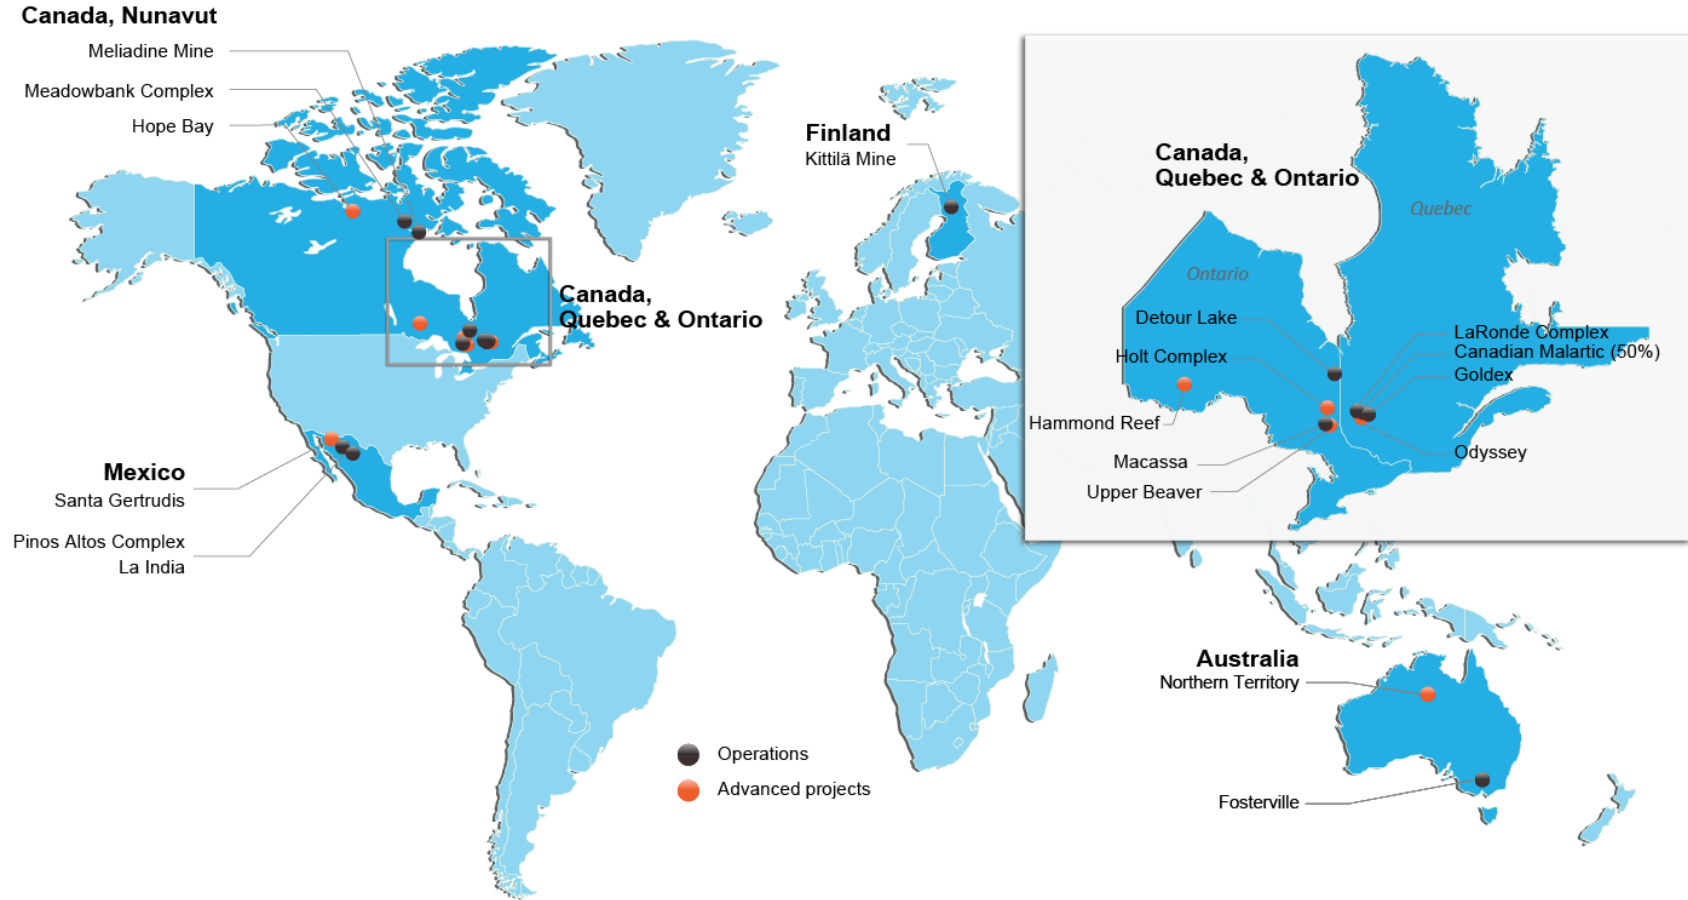 Canada, Nunavut
Meliadine Mine
Meadowbank Complex
Hope Bay
Finland
Kittilä Mine
Canada,
Quebec & Ontario
Mexico
Santa Gertrudis
Pinos Altos Complex
La India
Operations
Advanced projects
Canada,
Quebec & Ontario
Quebec
Ontario
Detour Lake
Holt Complex
Hammond Reef
Macassa
Upper Beaver
LaRonde Complex
Canadian Malartic (50%)
Goldex
Odyssey
Australia
Northern Territory
Fosterville